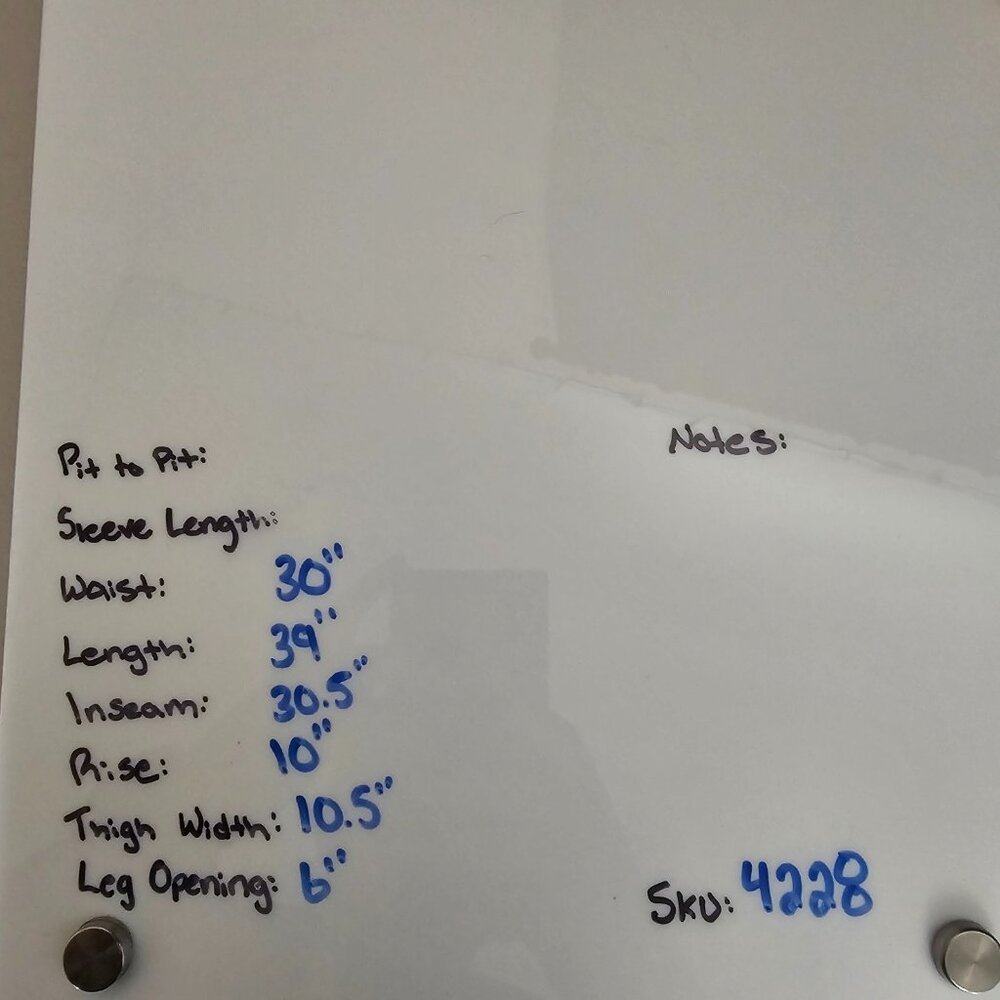 Pit to Pit:
Sleeve Length:
Waist: 30"
Length: 39"
Inseam: 30.5"
Rise: 10"
Thigh Width: 10.5"
Leg Opening: 6"
Notes:
SKU: 4228